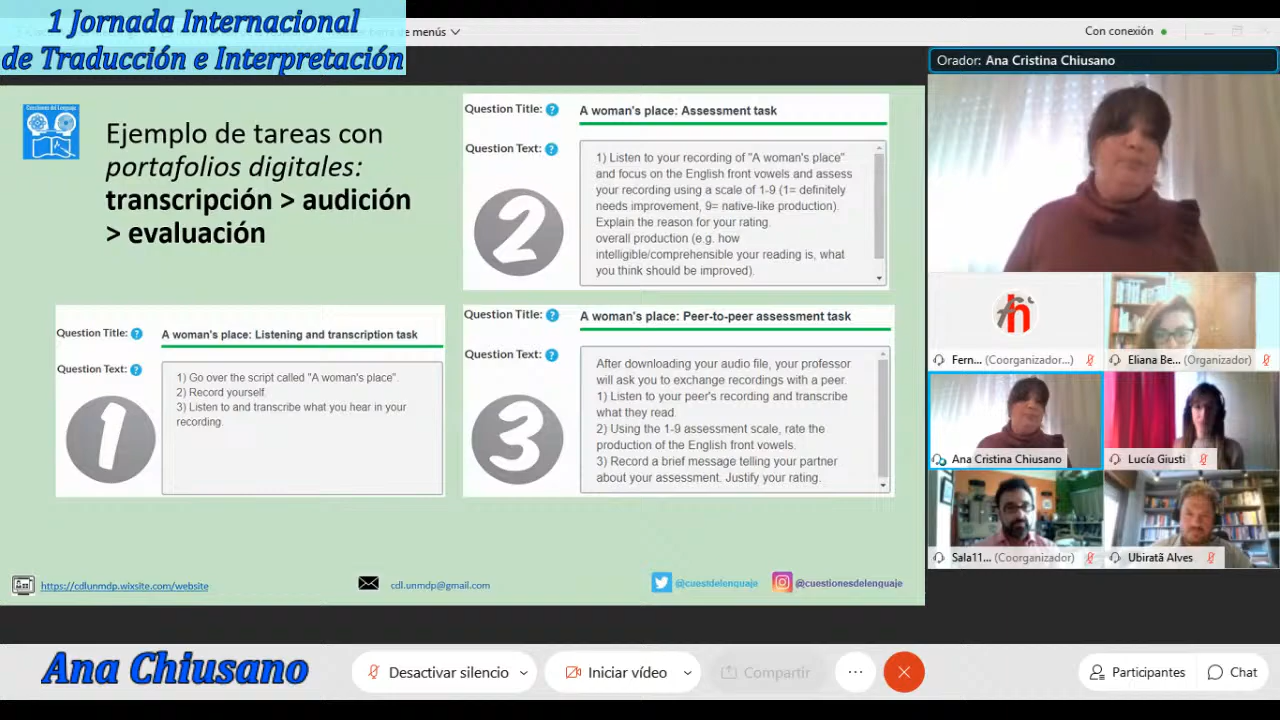 1 Jornada Internacional
de Traducción e Interpretación
de menús
Con conexión
Orador: Ana Cristina Chiusano
Cuestiones del Lenguaje
Ejemplo de tareas con
portafolios digitales:
transcripción > audición
> evaluación
Question Title: ?
A woman's place: Assessment task
Question Text: ?
2
1) Listen to your recording of "A woman's place"
and focus on the English front vowels and assess
your recording using a scale of 1-9 (1= definitely
needs improvement, 9= native-like production).
Explain the reason for your rating.
overall production (e.g. how
intelligible/comprehensible your reading is, what
you think should be improved).
Question Title: ?
A woman's place: Listening and transcription task
Question Text: ?
1
1) Go over the script called "A woman's place".
2) Record yourself.
3) Listen to and transcribe what you hear in your
recording.
Question Title: ?
A woman's place: Peer-to-peer assessment task
Question Text: ?
3
After downloading your audio file, your professor
will ask you to exchange recordings with a peer.
1) Listen to your peer's recording and transcribe
what they read.
2) Using the 1-9 assessment scale, rate the
production of the English front vowels.
3) Record a brief message telling your partner
about your assessment. Justify your rating.
https://cdlunmdp.wixsite.com/website
cdl.unmdp@gmail.com
@cuestdelenguaje
@cuestionesdelenguaje
Fern... (Coorganizador...)
Eliana Be... (Organizador)
Ana Cristina Chiusano
Lucía Giusti
Sala11... (Coorganizador)
Ubiratã Alves
Ana Chiusano
Desactivar silencio
Iniciar vídeo
Compartir
...
Participantes
Chat